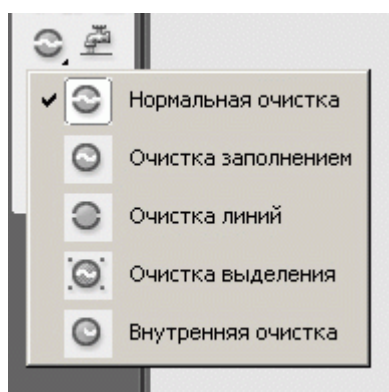 Нормальная очистка
Очистка заполнением
Очистка линий
Очистка выделения
Внутренняя очистка